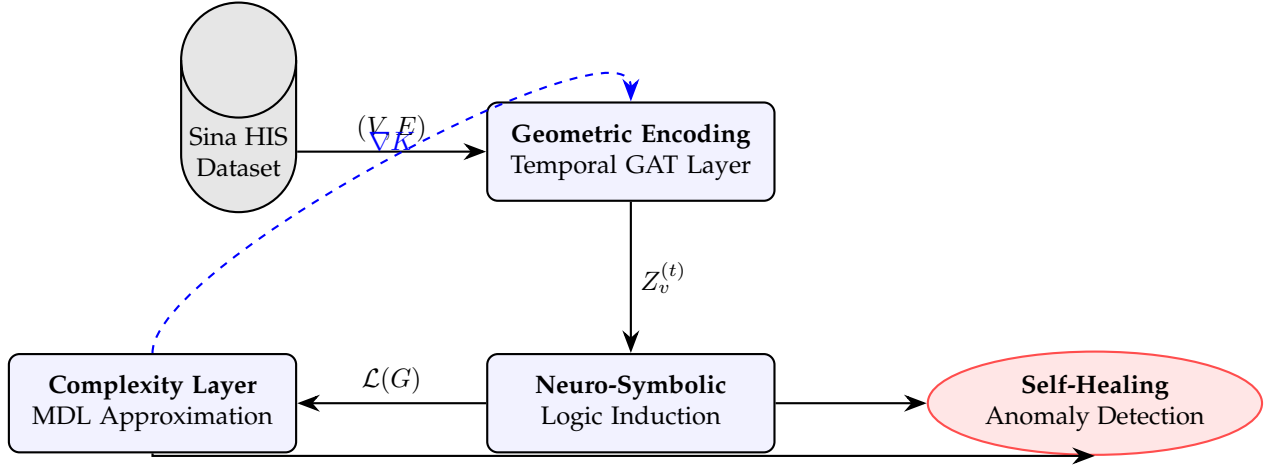 Sina HIS
Dataset
(V, E)
∇K
Geometric Encoding
Temporal GAT Layer
Z_v^{(t)}
Complexity Layer
MDL Approximation
ℒ(G)
Neuro-Symbolic
Logic Induction
Self-Healing
Anomaly Detection